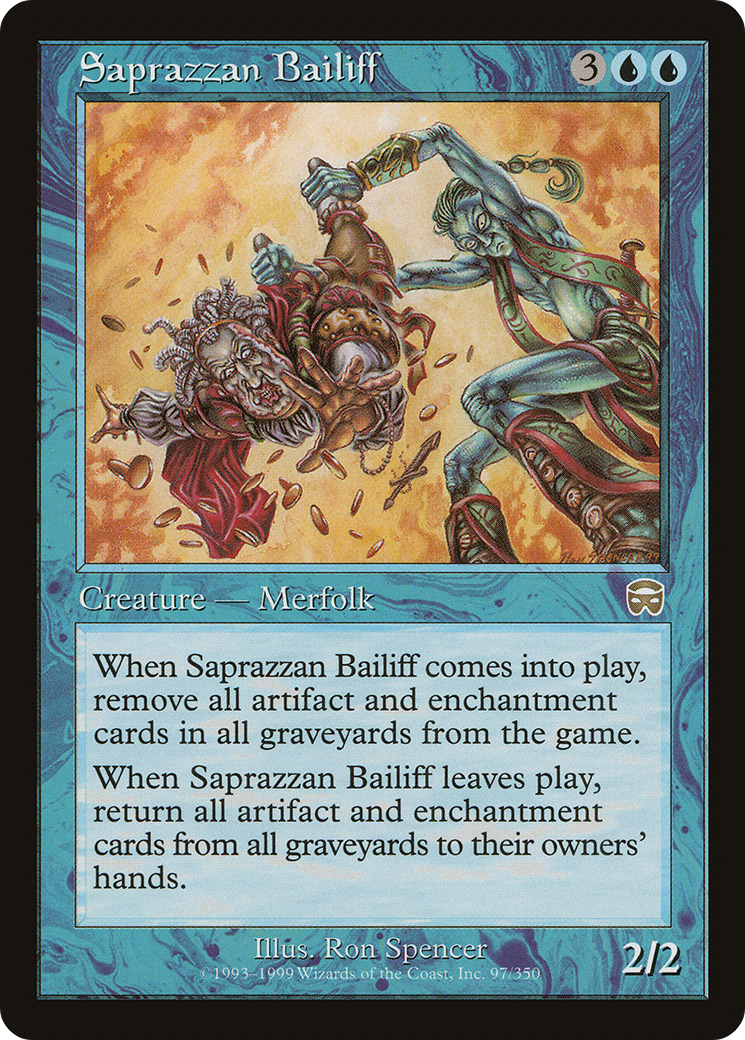 Saprazzan Bailiff 3
Creature — Merfolk
When Saprazzan Bailiff comes into play,
remove all artifact and enchantment
cards in all graveyards from the game.
When Saprazzan Bailiff leaves play,
return all artifact and enchantment
cards from all graveyards to their owners'
hands.
Illus. Ron Spencer
©1993–1999 Wizards of the Coast, Inc. 97/350
2/2